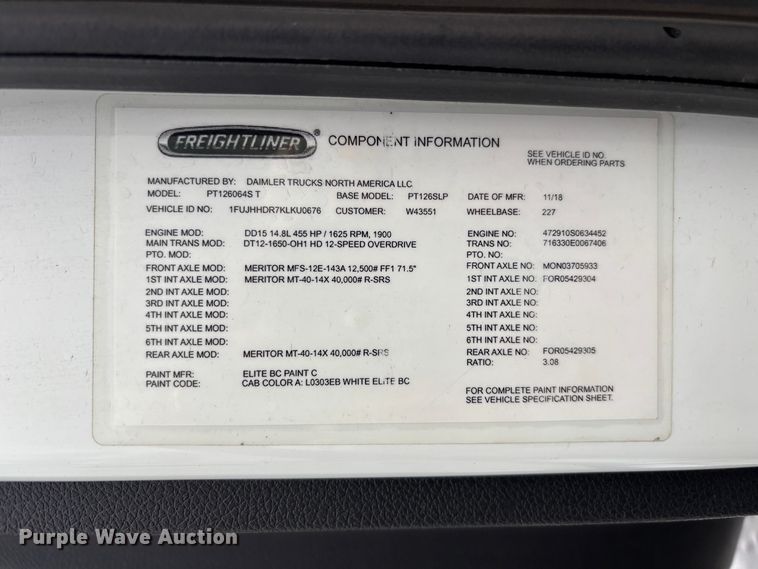 FREIGHTLINER® COMPONENT INFORMATION
SEE VEHICLE ID NO.
WHEN ORDERING PARTS
MANUFACTURED BY: DAIMLER TRUCKS NORTH AMERICA LLC
MODEL: PT126064S T BASE MODEL: PT126SLP DATE OF MFR: 11/18
VEHICLE ID NO: 1FUJHHDR7KLKU0676 CUSTOMER: W43551 WHEELBASE: 227
ENGINE MOD: DD15 14.8L 455 HP / 1625 RPM, 1900 ENGINE NO: 472910S0634452
MAIN TRANS MOD: DT12-1650-OH1 HD 12-SPEED OVERDRIVE TRANS NO: 716330E0067406
PTO. MOD: PTO. NO:
FRONT AXLE MOD: MERITOR MFS-12E-143A 12,500# FF1 71.5" FRONT AXLE NO: MON03705933
1ST INT AXLE MOD: MERITOR MT-40-14X 40,000# R-SRS 1ST INT AXLE NO: FOR05429304
2ND INT AXLE MOD: 2ND INT AXLE NO:
3RD INT AXLE MOD: 3RD INT AXLE NO:
4TH INT AXLE MOD: 4TH INT AXLE NO:
5TH INT AXLE MOD: 5TH INT AXLE NO:
6TH INT AXLE MOD: 6TH INT AXLE NO:
REAR AXLE MOD: MERITOR MT-40-14X 40,000# R-SRS REAR AXLE NO: FOR05429305
RATIO: 3.08
PAINT MFR: ELITE BC PAINT C
PAINT CODE: CAB COLOR A: L0303EB WHITE ELITE BC
FOR COMPLETE PAINT INFORMATION
SEE VEHICLE SPECIFICATION SHEET.
Purple Wave Auction